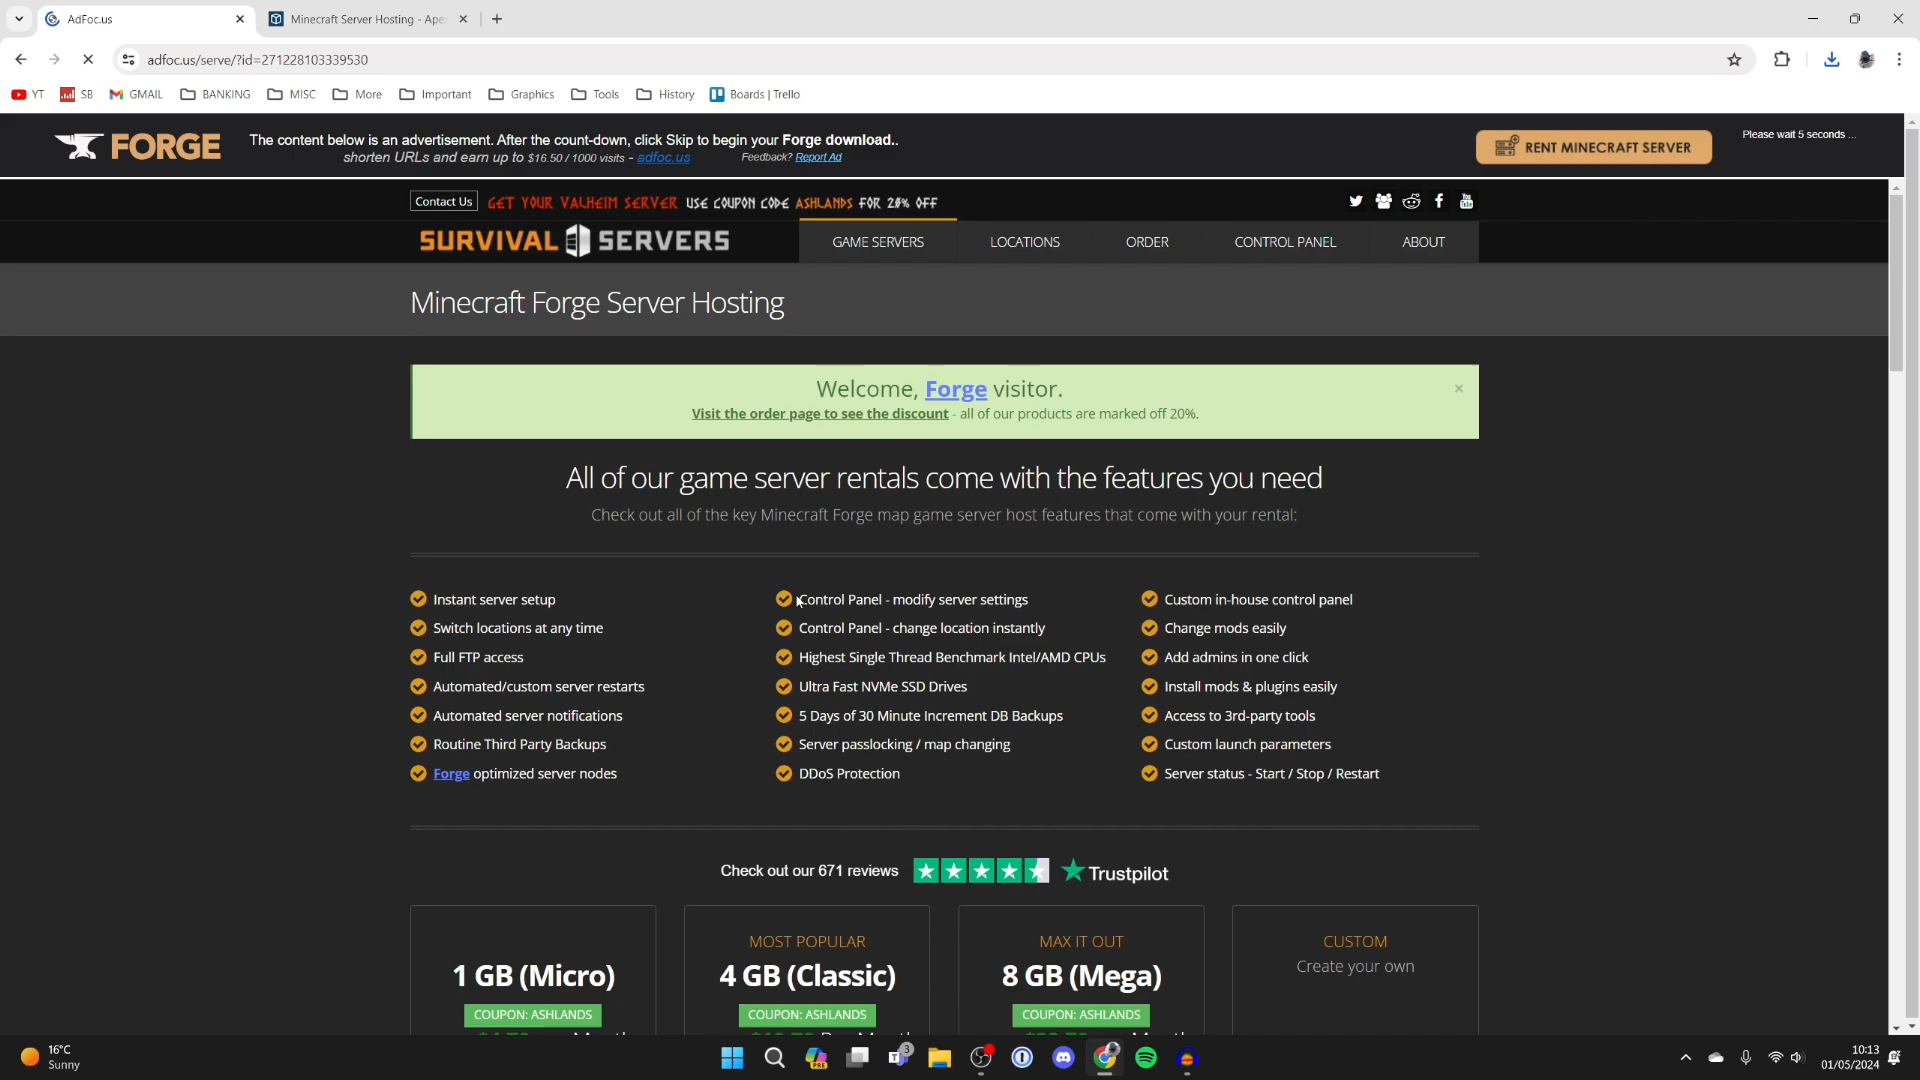 AdFoc.us
Minecraft Server Hosting - Ape
adfoc.us/serve/?id=271228103339530
YT SB GMAIL BANKING MISC More Important Graphics Tools History Boards | Trello
FORGE
The content below is an advertisement. After the count-down, click Skip to begin your Forge download..
shorten URLs and earn up to $16.50 / 1000 visits - adfoc.us Feedback? Report Ad
RENT MINECRAFT SERVER
Please wait 5 seconds ...
Contact Us GET YOUR VALHEIM SERVER USE COUPON CODE ASHLANDS FOR 20% OFF
SURVIVAL SERVERS
GAME SERVERS LOCATIONS ORDER CONTROL PANEL ABOUT
Minecraft Forge Server Hosting
Welcome, Forge visitor.
Visit the order page to see the discount - all of our products are marked off 20%.
All of our game server rentals come with the features you need
Check out all of the key Minecraft Forge map game server host features that come with your rental:
Instant server setup
Switch locations at any time
Full FTP access
Automated/custom server restarts
Automated server notifications
Routine Third Party Backups
Forge optimized server nodes
Control Panel - modify server settings
Control Panel - change location instantly
Highest Single Thread Benchmark Intel/AMD CPUs
Ultra Fast NVMe SSD Drives
5 Days of 30 Minute Increment DB Backups
Server passlocking / map changing
DDoS Protection
Custom in-house control panel
Change mods easily
Add admins in one click
Install mods & plugins easily
Access to 3rd-party tools
Custom launch parameters
Server status - Start / Stop / Restart
Check out our 671 reviews Trustpilot
1 GB (Micro)
COUPON: ASHLANDS
MOST POPULAR
4 GB (Classic)
COUPON: ASHLANDS
MAX IT OUT
8 GB (Mega)
COUPON: ASHLANDS
CUSTOM
Create your own
16°C
Sunny
PRE
3
10:13
01/05/2024